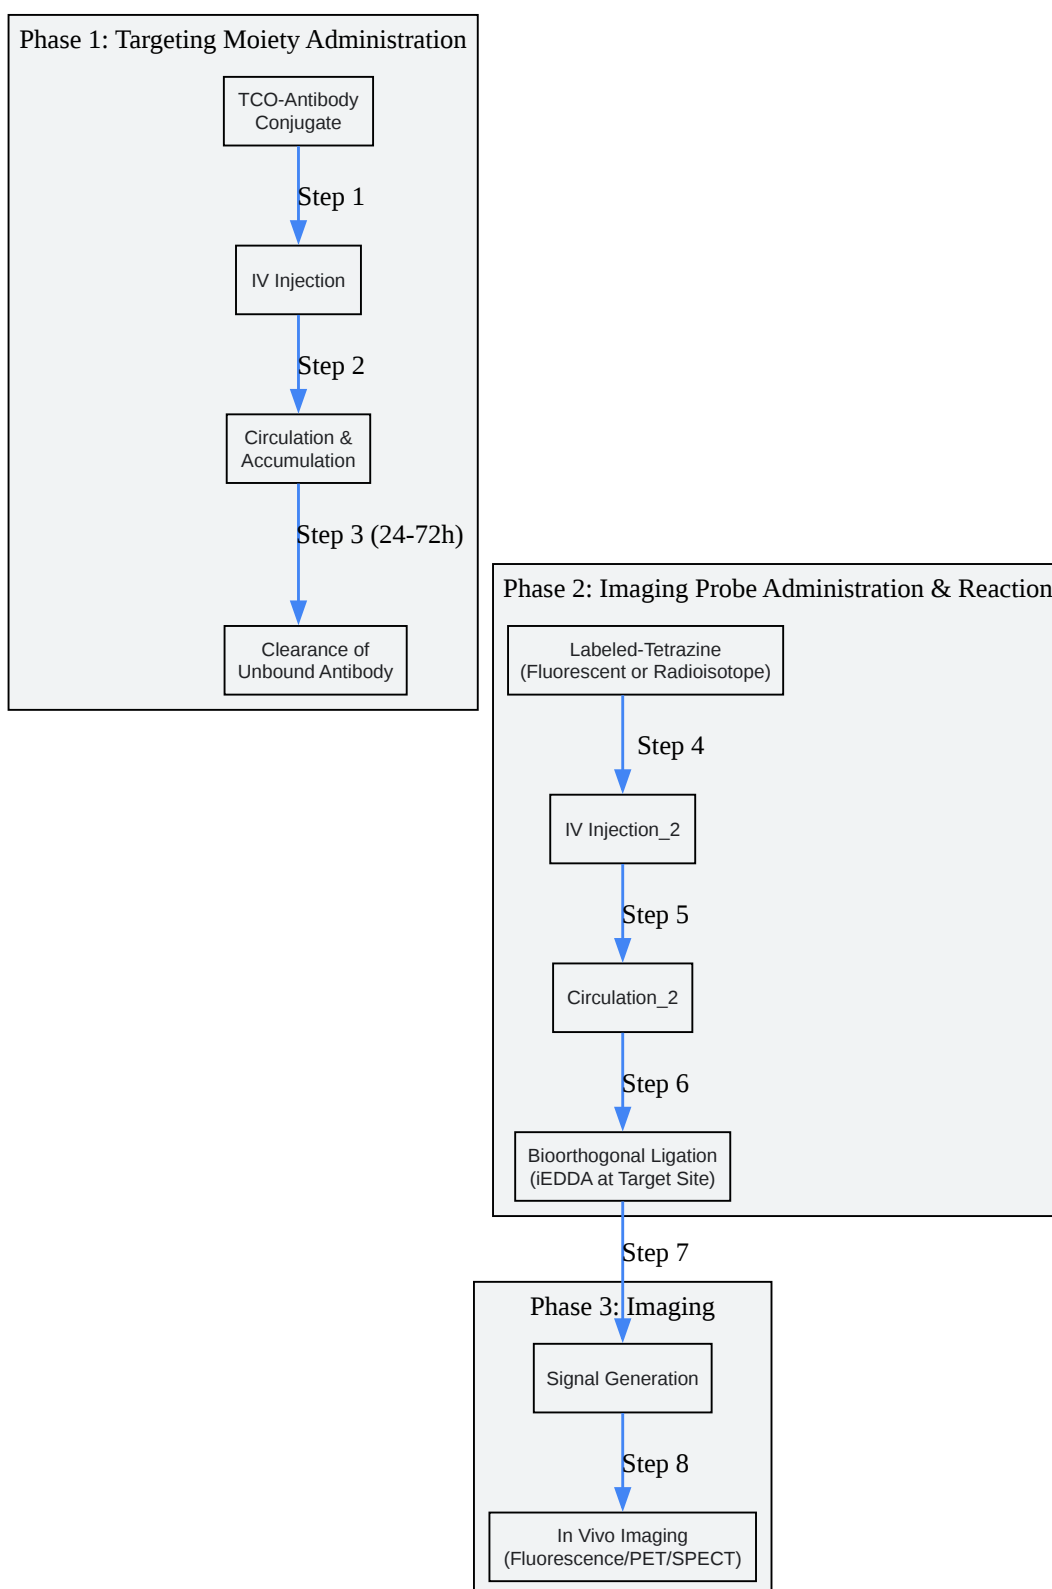 Phase 1: Targeting Moiety Administration
TCO-Antibody
Conjugate
Step 1
IV Injection
Step 2
Circulation &
Accumulation
Step 3 (24-72h)
Clearance of
Unbound Antibody
Phase 2: Imaging Probe Administration & Reaction
Labeled-Tetrazine
(Fluorescent or Radioisotope)
Step 4
IV Injection_2
Step 5
Circulation_2
Step 6
Bioorthogonal Ligation
(iEDDA at Target Site)
Step 7
Phase 3: Imaging
Signal Generation
Step 8
In Vivo Imaging
(Fluorescence/PET/SPECT)